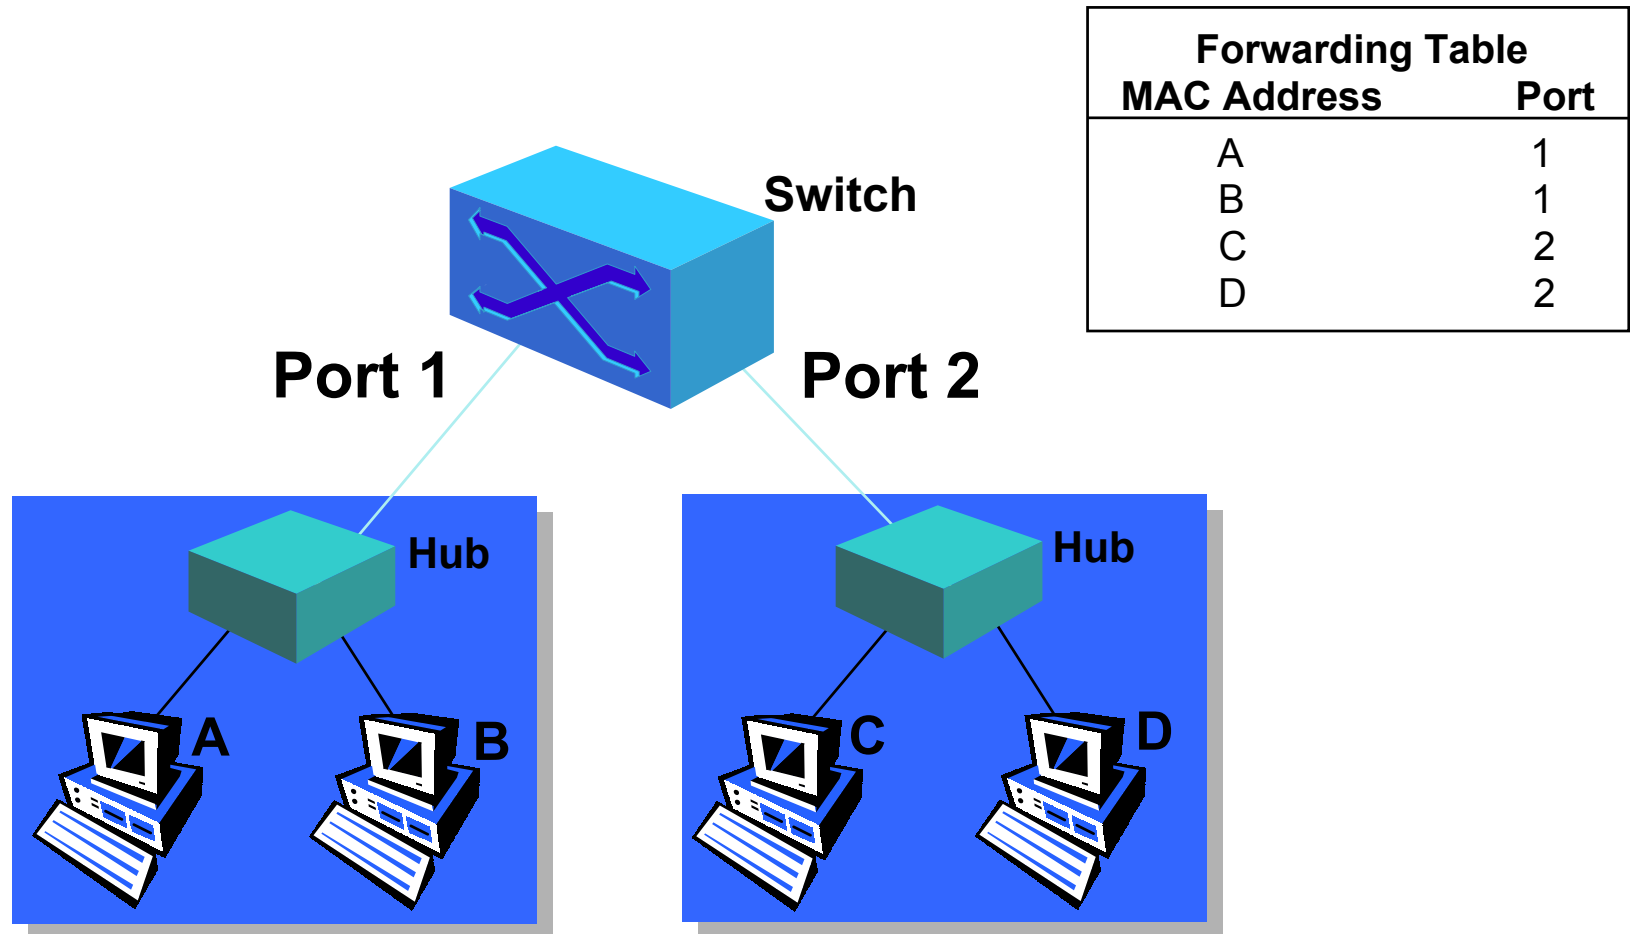 Forwarding Table
MAC Address Port
A 1
B 1
C 2
D 2
Switch
Port 1
Port 2
Hub
Hub
A
B
C
D